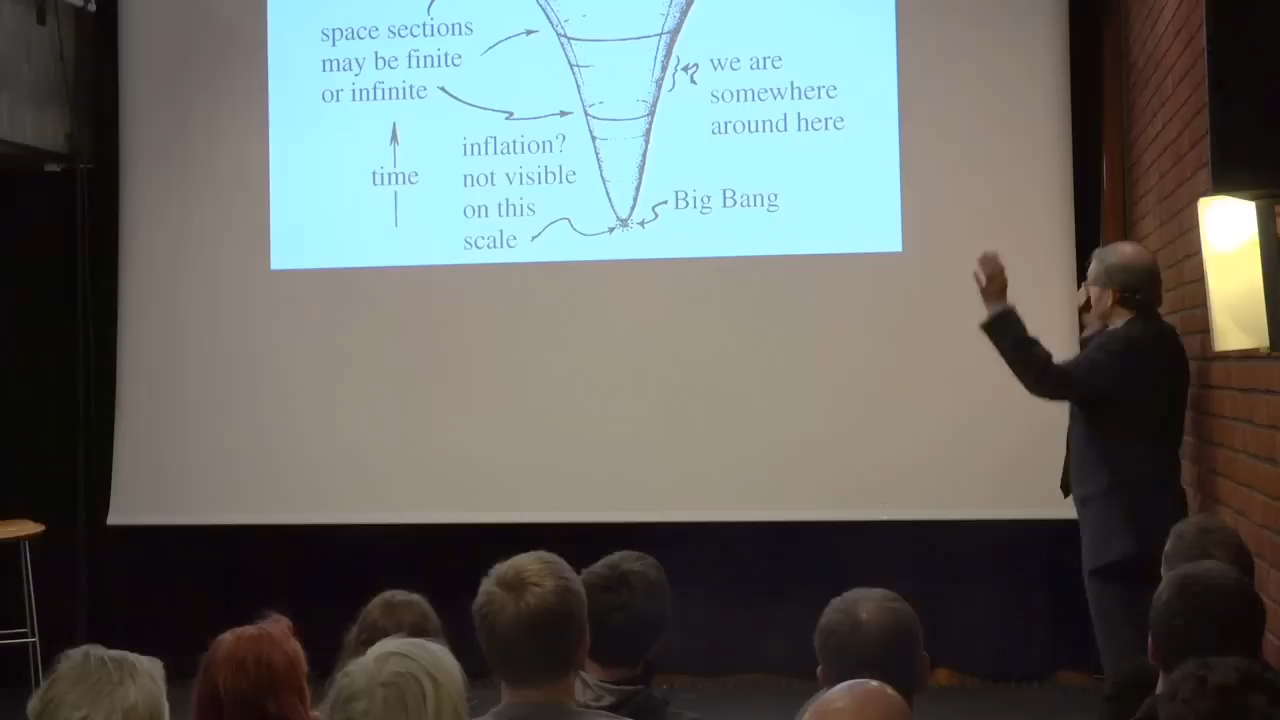 space sections
may be finite
or infinite
we are
somewhere
around here
time
inflation?
not visible
on this
scale
Big Bang